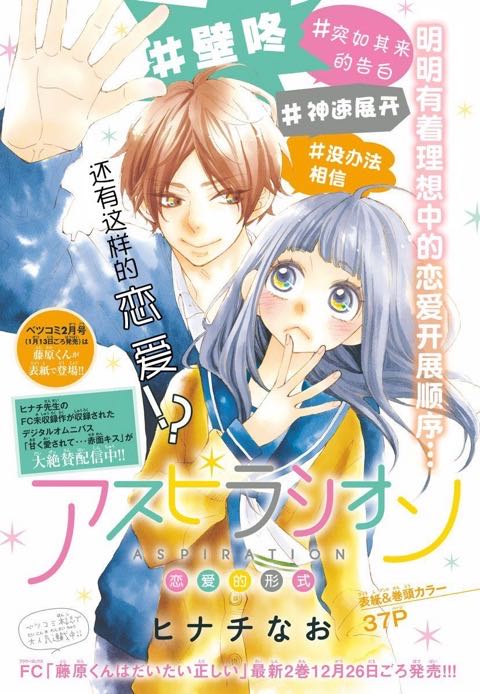 #壁咚
#突如其来
的告白
#神速展开
#没办法
相信
明明有着理想中的恋爱开展顺序…
还有这样的恋爱!?
ベツコミ2月号
(1月13日ごろ発売)は
藤原くんが
表紙で登場!!
ヒナチ先生の
FC未収録作が収録された
デジタルオムニバス
「甘く愛されて・・・赤面キス」が
大絶賛配信中!!
アスピラシオン
ASPIRATION
恋爱的形式
表紙&巻頭カラー
37P
ヒナチなお
FC「藤原くんはだいたい正しい」最新2巻12月26日ごろ発売!!!